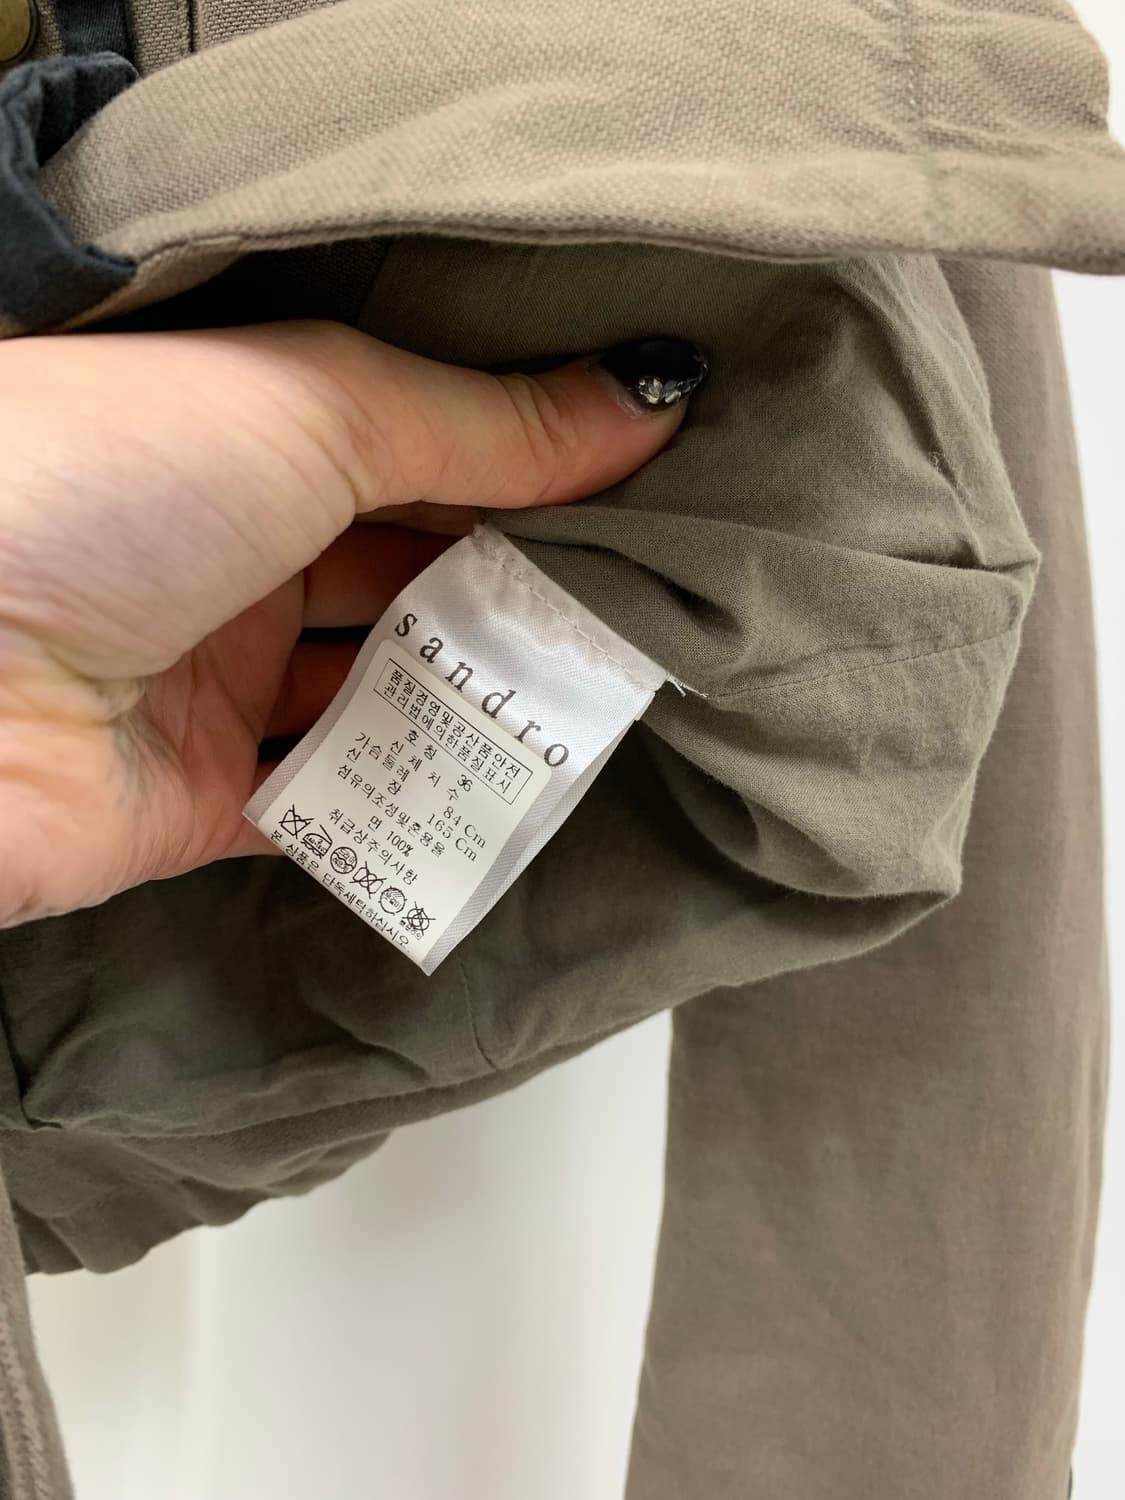 sandro
품질경영및공산품안전
관리법에의한품질표시
호 칭 36
신 체 치 수
가슴둘레 84 Cm
신 장 165 Cm
섬유의조성및혼용율
면 100%
취급상주의사항
본 상품은 단독세탁하십시오.